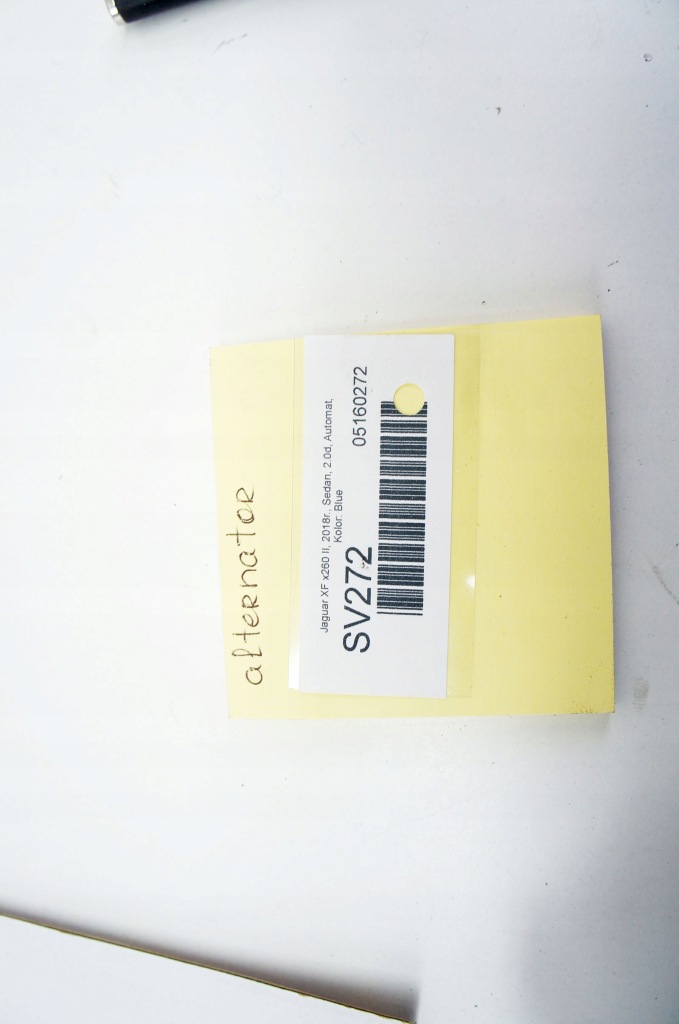 alternator
Jaguar XF x260 II, 2018r., Sedan, 2.0d, Automat,
Kolor: Blue
SV272 05160272